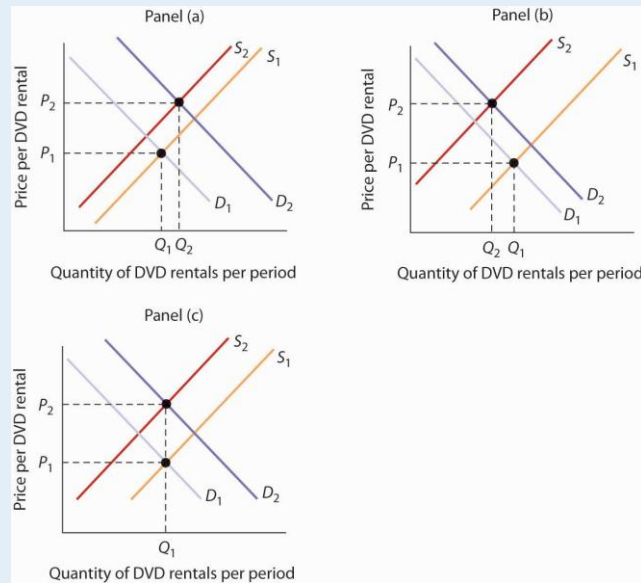 Panel (a)
Price per DVD rental
S2
S1
P2
P1
D1
D2
Q1 Q2
Quantity of DVD rentals per period
Panel (b)
Price per DVD rental
S2
S1
P2
P1
D2
D1
Q2 Q1
Quantity of DVD rentals per period
Panel (c)
Price per DVD rental
S2
S1
P2
P1
D1
D2
Q1
Quantity of DVD rentals per period